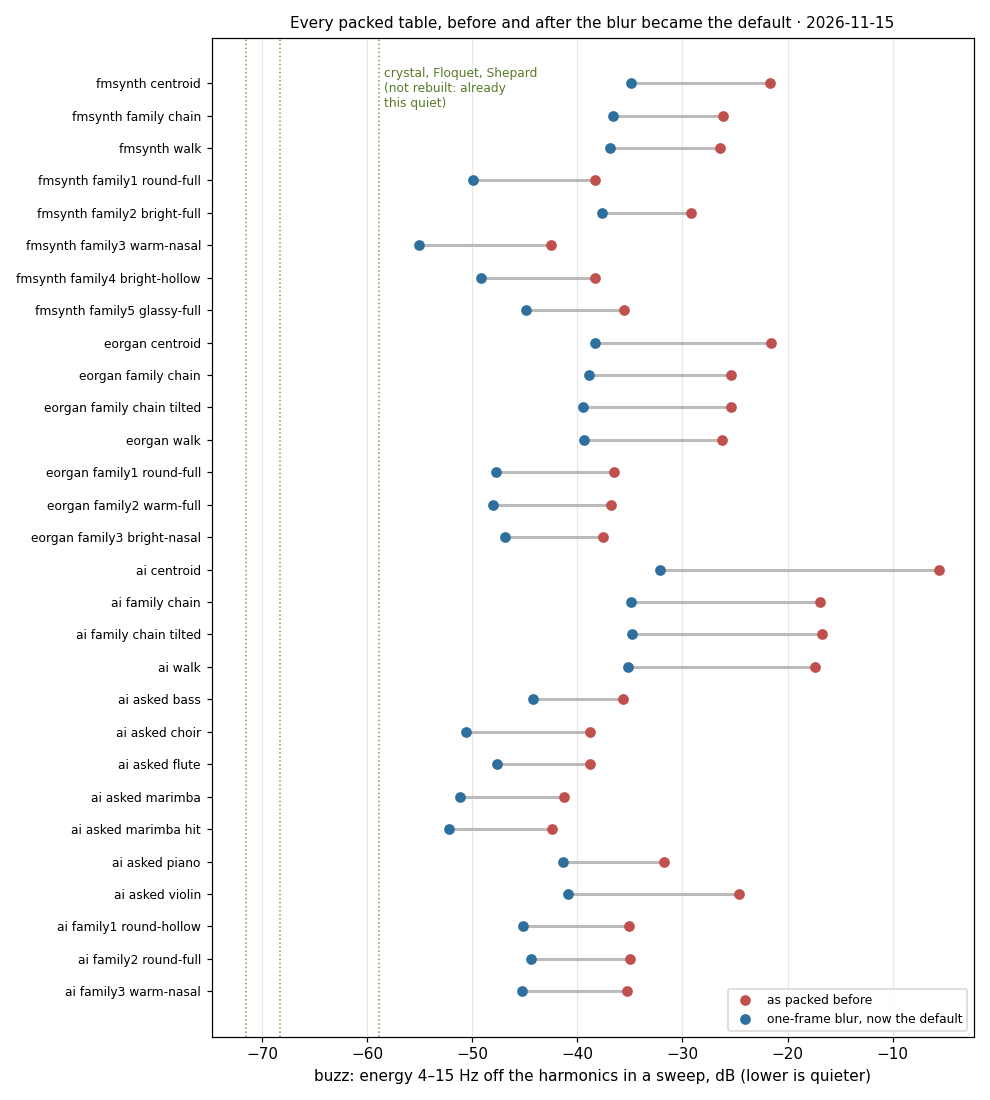 Every packed table, before and after the blur became the default · 2026-11-15
crystal, Floquet, Shepard
(not rebuilt: already
this quiet)
fmsynth centroid
fmsynth family chain
fmsynth walk
fmsynth family1 round-full
fmsynth family2 bright-full
fmsynth family3 warm-nasal
fmsynth family4 bright-hollow
fmsynth family5 glassy-full
eorgan centroid
eorgan family chain
eorgan family chain tilted
eorgan walk
eorgan family1 round-full
eorgan family2 warm-full
eorgan family3 bright-nasal
ai centroid
ai family chain
ai family chain tilted
ai walk
ai asked bass
ai asked choir
ai asked flute
ai asked marimba
ai asked marimba hit
ai asked piano
ai asked violin
ai family1 round-hollow
ai family2 round-full
ai family3 warm-nasal
as packed before
one-frame blur, now the default
−70 −60 −50 −40 −30 −20 −10
buzz: energy 4–15 Hz off the harmonics in a sweep, dB (lower is quieter)